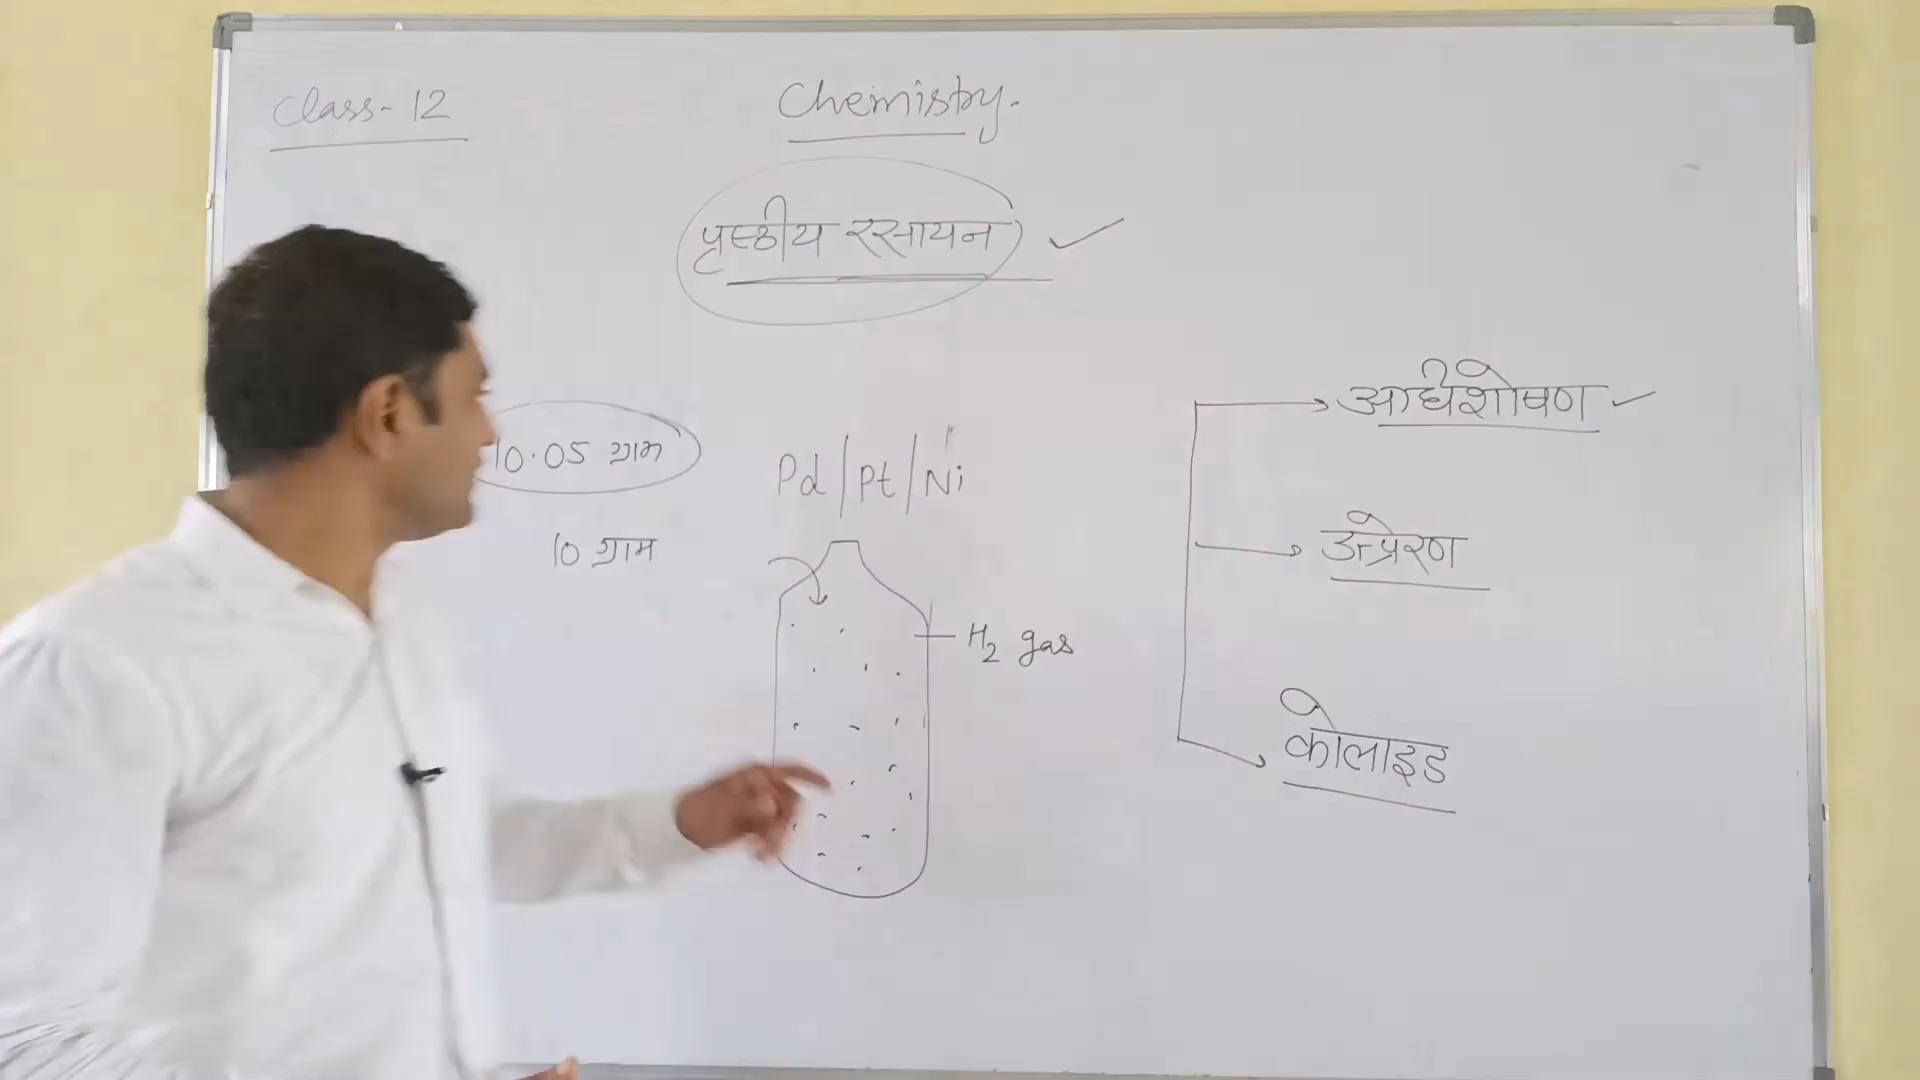 Class-12
Chemistry.
पृष्ठीय रसायन
10.05 ग्राम
10 ग्राम
Pd/Pt/Ni
H2 gas
अधिशोषण
उत्प्रेरण
कोलाइड